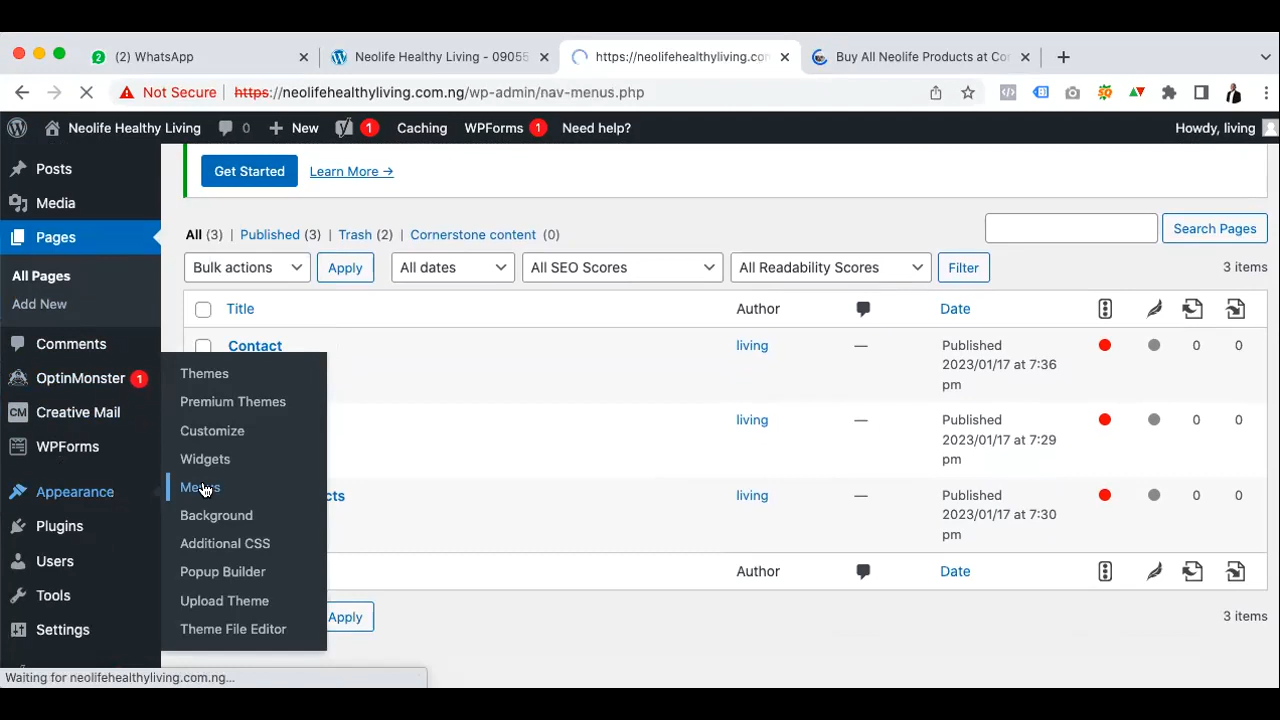 2
(2) WhatsApp
Neolife Healthy Living - 09055
https://neolifehealthyliving.com
Buy All Neolife Products at Co
Not Secure
https://neolifehealthyliving.com.ng/wp-admin/nav-menus.php
Neolife Healthy Living
0
New
1
Caching
WPForms
1
Need help?
Howdy, living
Posts
Media
Pages
All Pages
Add New
Comments
OptinMonster
1
CM
Creative Mail
WPForms
Appearance
Plugins
Users
Tools
Settings
Themes
Premium Themes
Customize
Widgets
Background
Additional CSS
Popup Builder
Upload Theme
Theme File Editor
Get Started
Learn More →
All (3) | Published (3) | Trash (2) | Cornerstone content (0)
Search Pages
Bulk actions
Apply
All dates
All SEO Scores
All Readability Scores
Filter
3 items
Title
Author
Date
Contact
living
—
Published
2023/01/17 at 7:36
pm
0
0
living
—
Published
2023/01/17 at 7:29
pm
0
0
cts
living
—
Published
2023/01/17 at 7:30
pm
0
0
Author
Date
Apply
3 items
Waiting for neolifehealthyliving.com.ng...